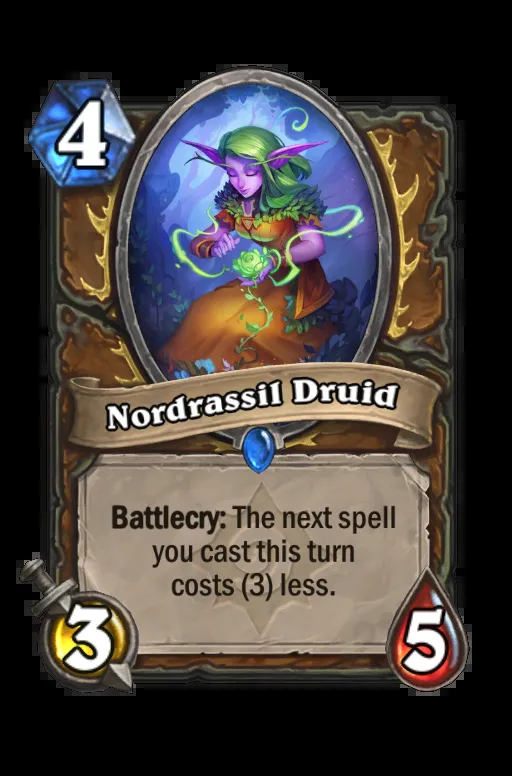 4
Nordrassil Druid
Battlecry: The next spell
you cast this turn
costs (3) less.
3
5